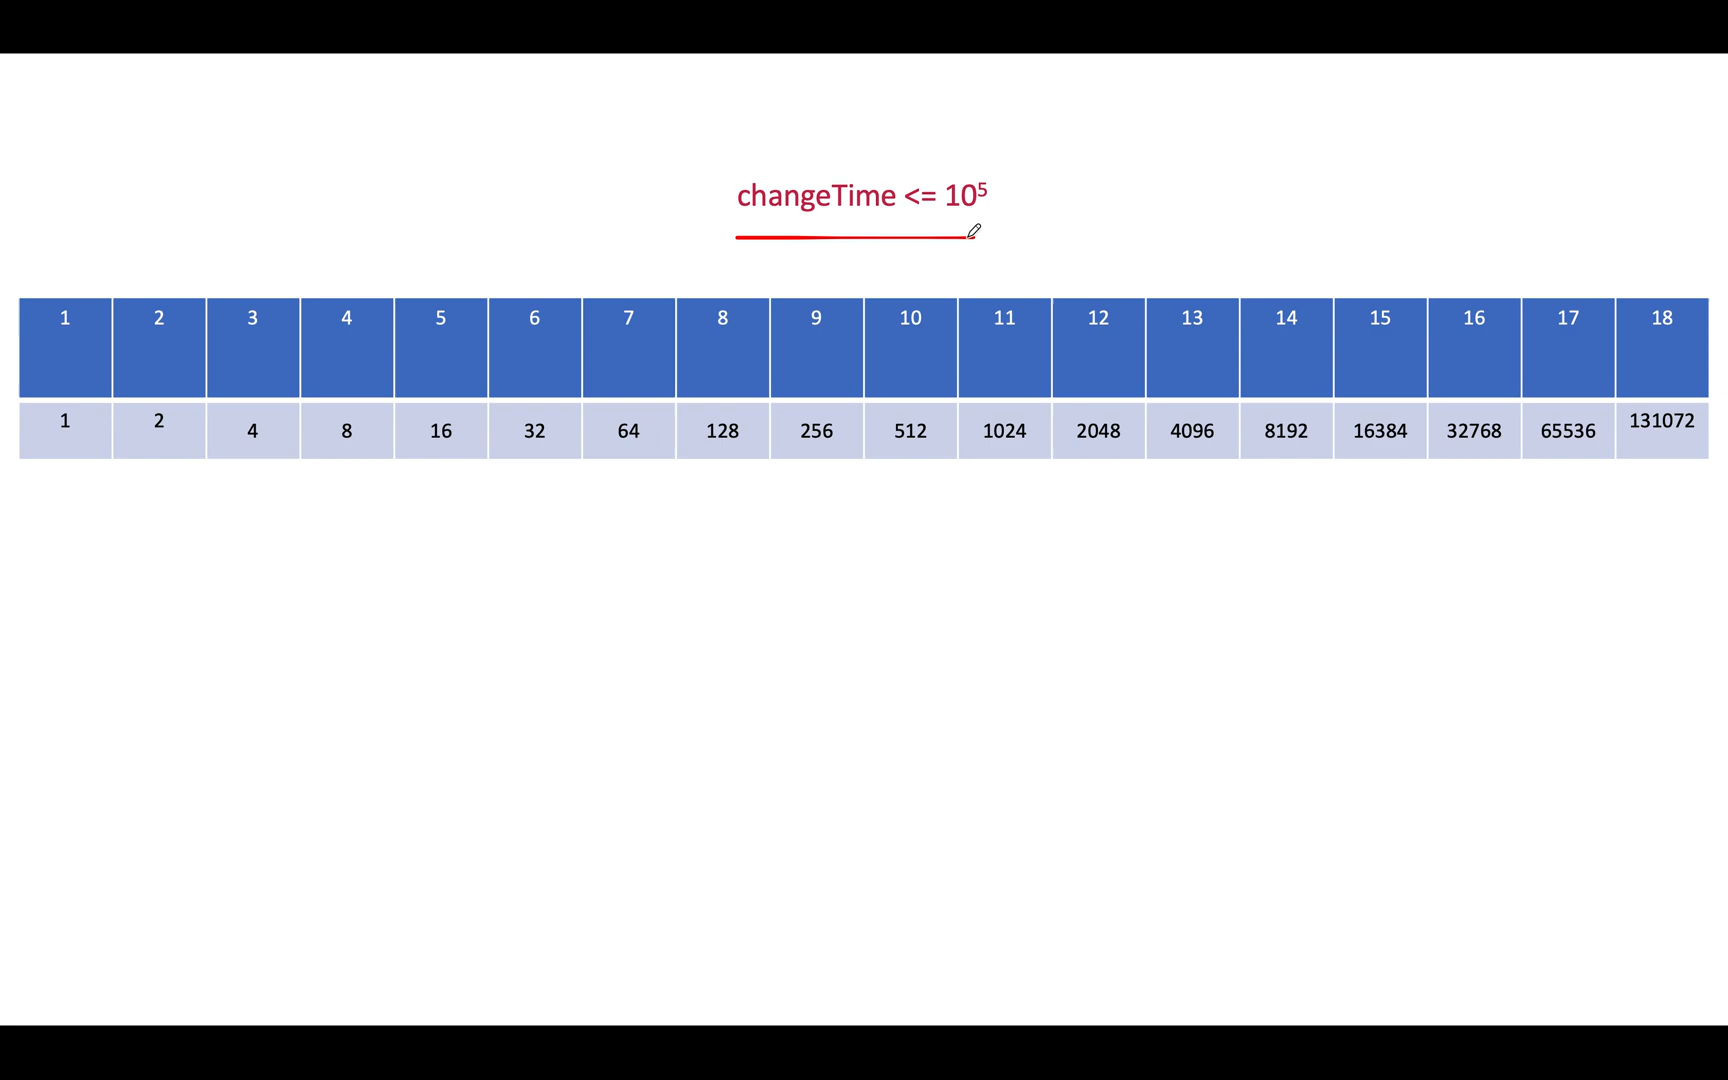 changeTime <= 10⁵
1 2 3 4 5 6 7 8 9 10 11 12 13 14 15 16 17 18
1 2 4 8 16 32 64 128 256 512 1024 2048 4096 8192 16384 32768 65536 131072